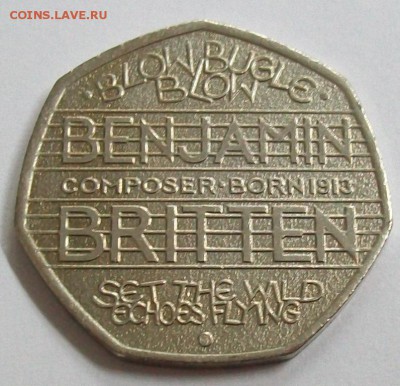 COINS.LAVE.RU
· BLOW BUGLE ·
BLOW
BENJAMIN
COMPOSER · BORN 1913
BRITTEN
SET THE WILD
ECHOES FLYING